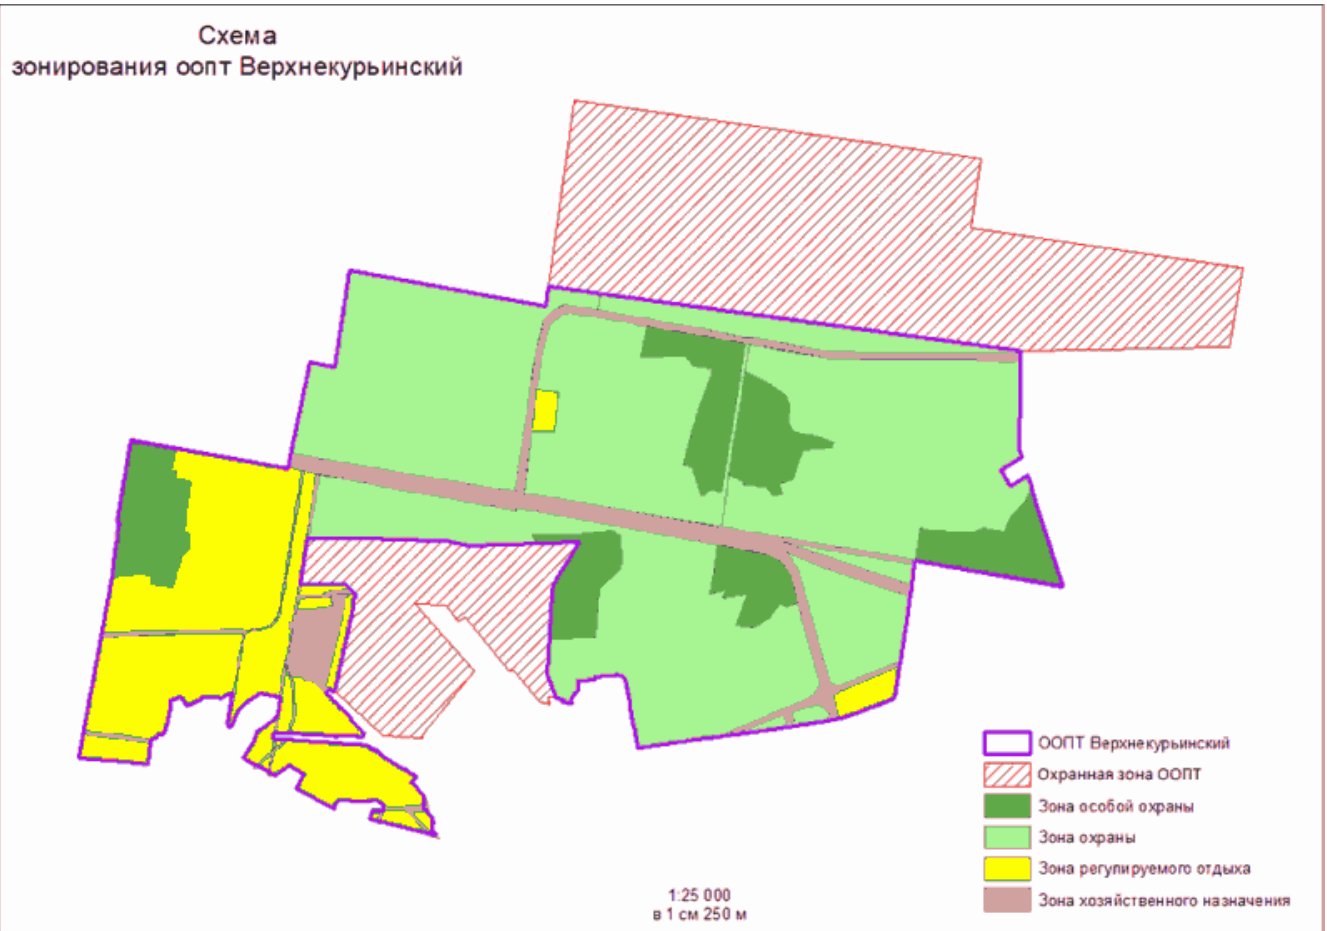 Схема
зонирования оопт Верхнекурьинский
ООПТ Верхнекурьинский
Охранная зона ООПТ
Зона особой охраны
Зона охраны
Зона регулируемого отдыха
Зона хозяйственного назначения
1:25 000
в 1 см 250 м